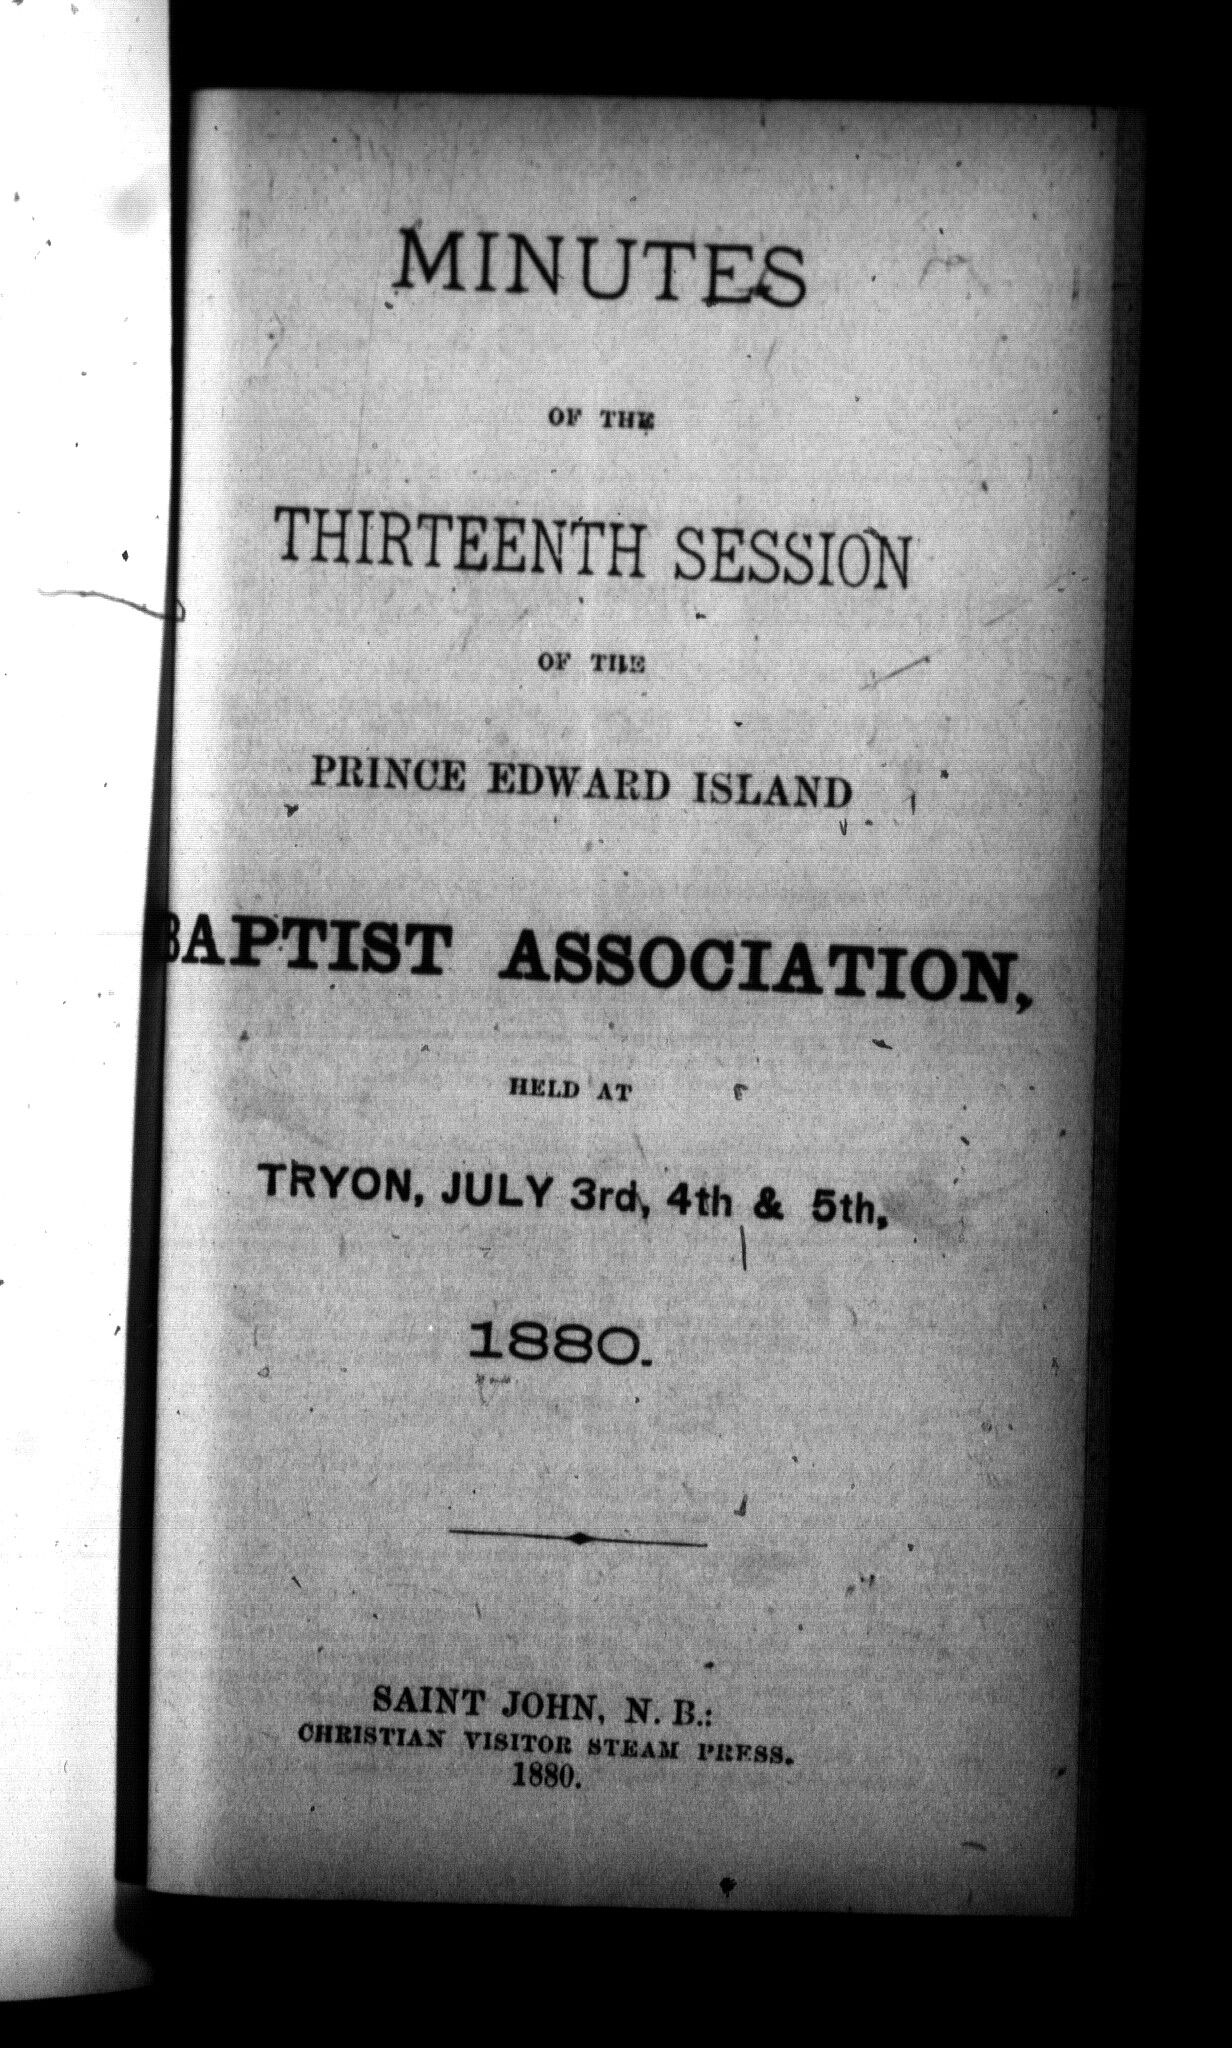 MINUTES
OF THE
THIRTEENTH SESSION
OF THE
PRINCE EDWARD ISLAND
BAPTIST ASSOCIATION,
HELD AT
TRYON, JULY 3rd, 4th & 5th,
1880.
SAINT JOHN, N. B.:
CHRISTIAN VISITOR STEAM PRESS.
1880.